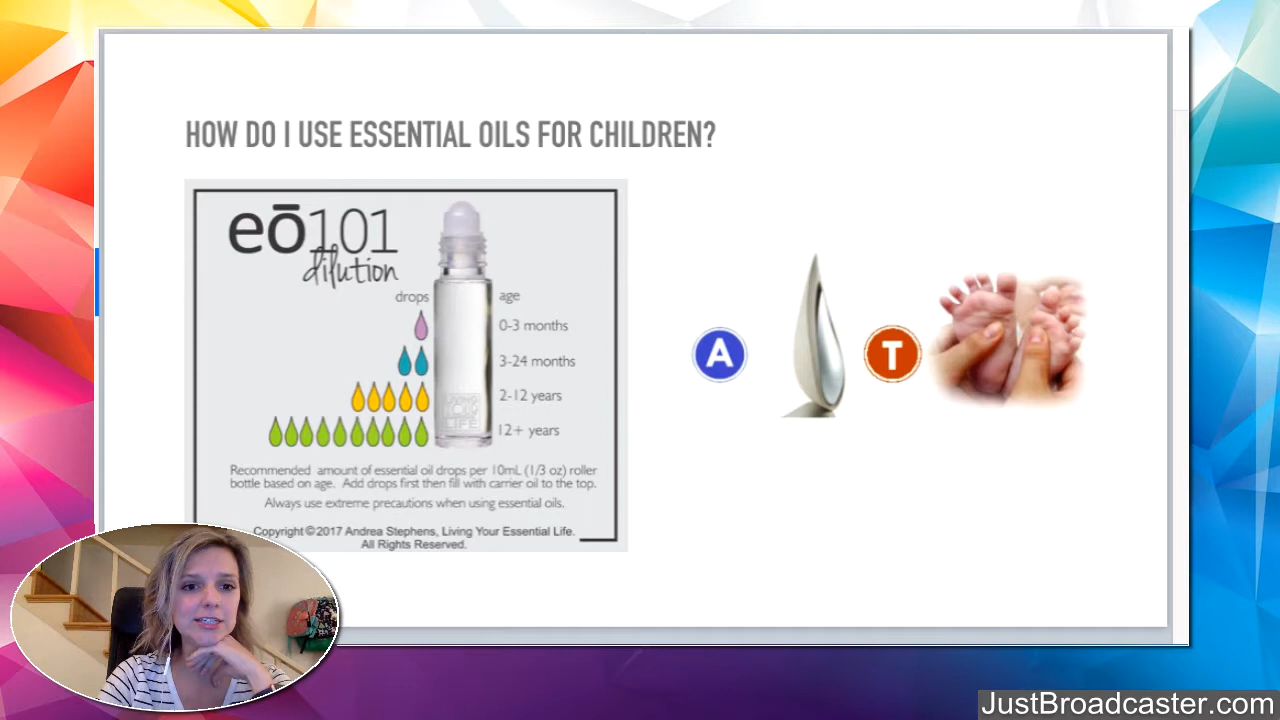 HOW DO I USE ESSENTIAL OILS FOR CHILDREN?
eō101
dilution
drops age
0-3 months
3-24 months
2-12 years
12+ years
Recommended amount of essential oil drops per 10mL (1/3 oz) roller
bottle based on age. Add drops first then fill with carrier oil to the top.
Always use extreme precautions when using essential oils.
Copyright ©2017 Andrea Stephens, Living Your Essential Life.
All Rights Reserved.
A
T
JustBroadcaster.com